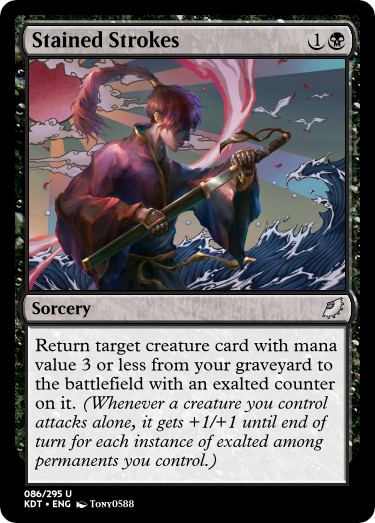 Stained Strokes
1
Sorcery
Return target creature card with mana
value 3 or less from your graveyard to
the battlefield with an exalted counter
on it. (Whenever a creature you control
attacks alone, it gets +1/+1 until end of
turn for each instance of exalted among
permanents you control.)
086/295 U
KDT • ENG Tony0588